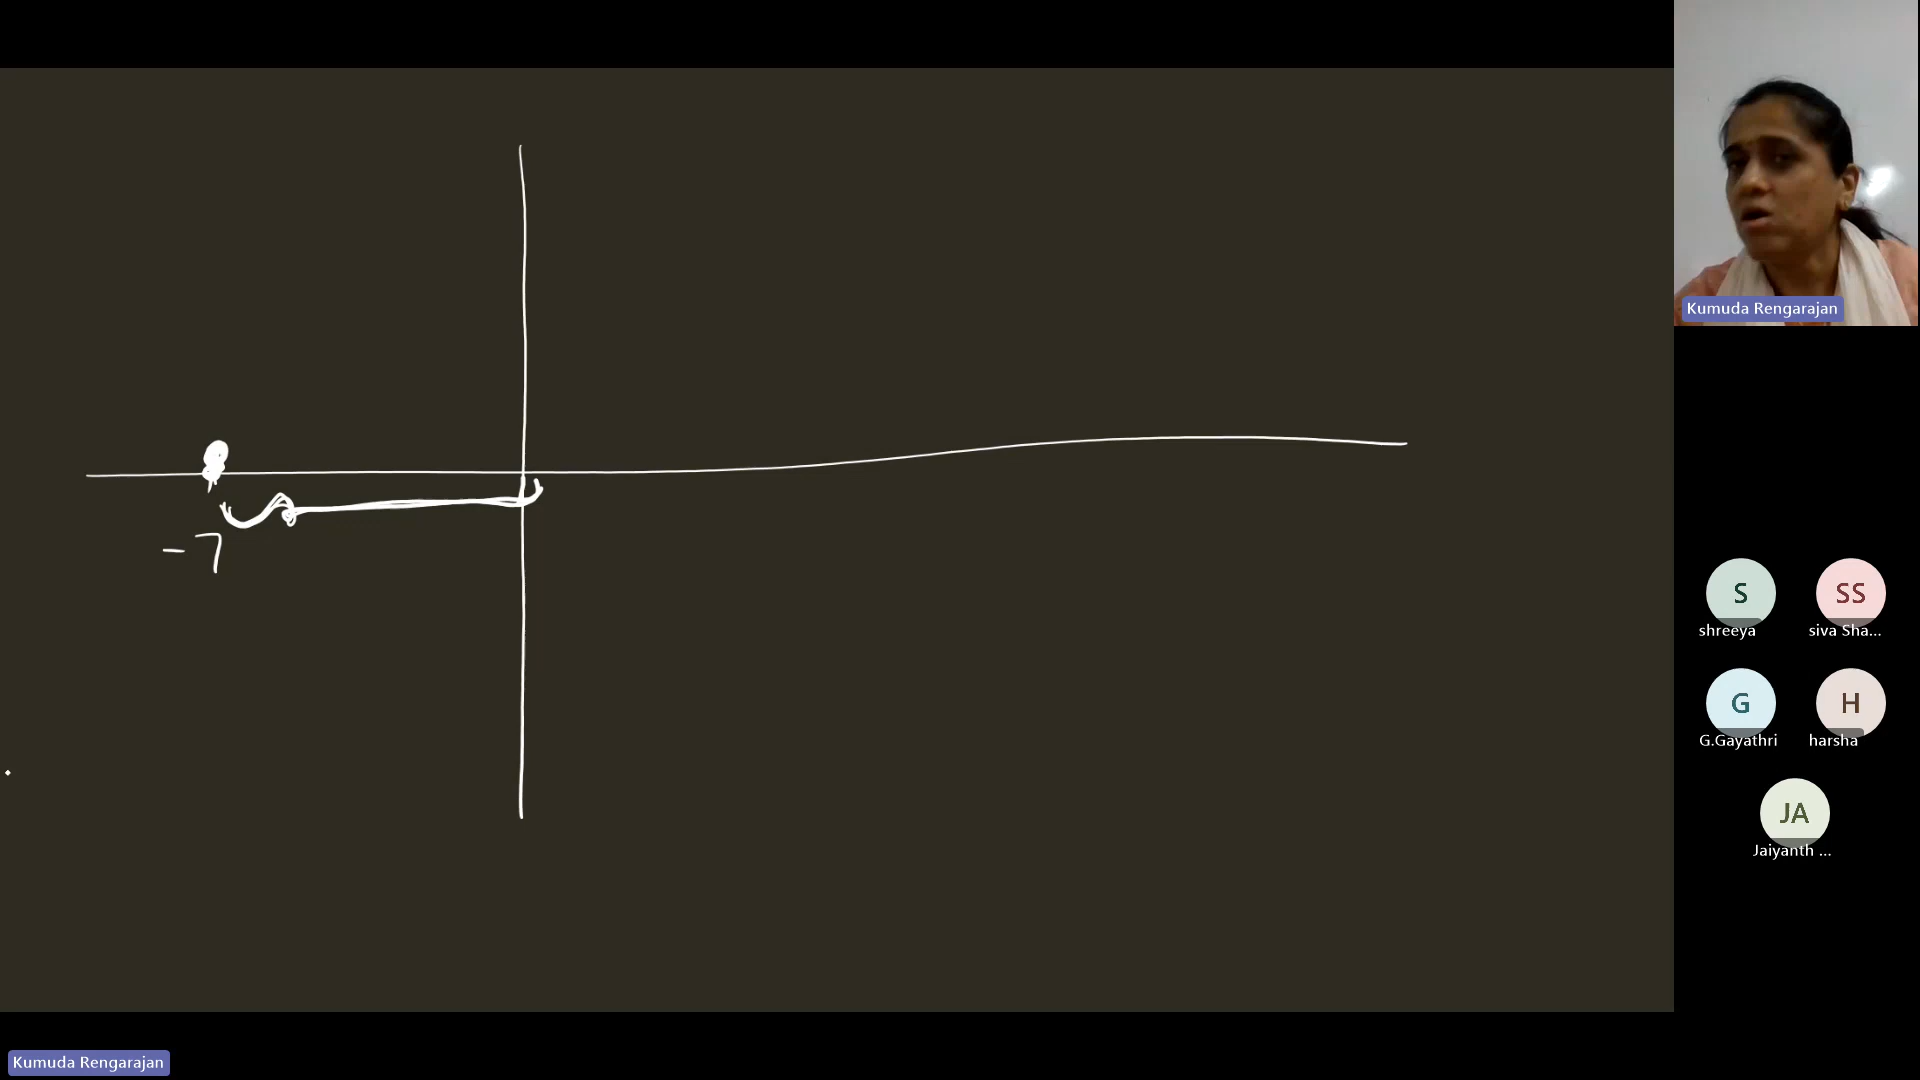 -7
Kumuda Rengarajan
shreeya
siva Sha...
G.Gayathri
harsha
Jaiyanth ...
S
SS
G
H
JA
Kumuda Rengarajan